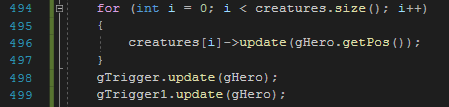 494 for (int i = 0; i < creatures.size(); i++)
495 {
496 creatures[i]->update(gHero.getPos());
497 }
498 gTrigger.update(gHero);
499 gTrigger1.update(gHero);